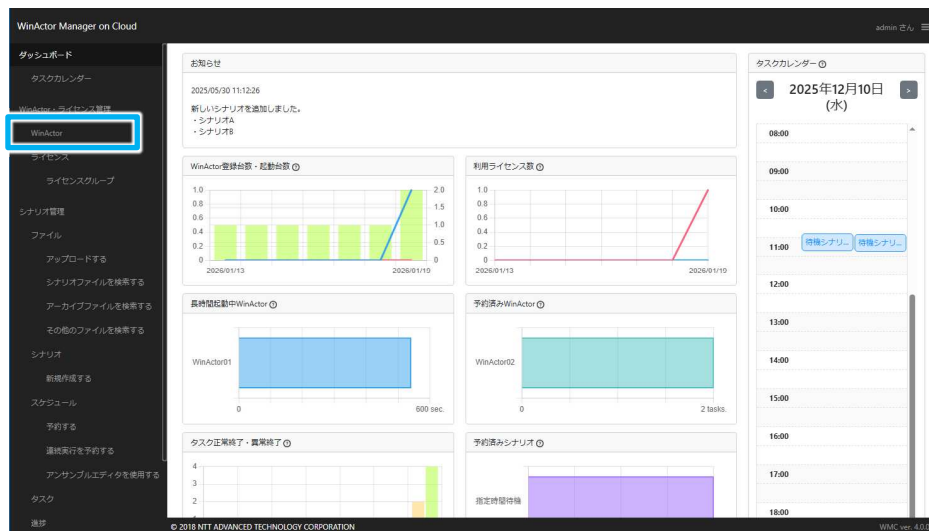 WinActor Manager on Cloud
admin さん
ダッシュボード
タスクカレンダー
WinActor・ライセンス管理
WinActor
ライセンス
ライセンスグループ
シナリオ管理
ファイル
アップロードする
シナリオファイルを検索する
アーカイブファイルを検索する
その他のファイルを検索する
シナリオ
新規作成する
スケジュール
予約する
連続実行を予約する
アンサンブルエディタを使用する
タスク
進捗
お知らせ
2025/05/30 11:12:26
新しいシナリオを追加しました。
・シナリオA
・シナリオB
WinActor登録台数・起動台数
1.0
0.8
0.6
0.4
0.2
0
2.0
1.5
1.0
0.5
0
2026/01/13
2026/01/19
利用ライセンス数
1.0
0.8
0.6
0.4
0.2
0
2026/01/13
2026/01/19
長時間起動中WinActor
WinActor01
0
600 sec.
予約済みWinActor
WinActor02
0
2 tasks.
タスク正常終了・異常終了
4
3
2
予約済みシナリオ
指定時間待機
タスクカレンダー
<
2025年12月10日
(水)
>
08:00
09:00
10:00
11:00
待機シナリ...
待機シナリ...
12:00
13:00
14:00
15:00
16:00
17:00
18:00
© 2018 NTT ADVANCED TECHNOLOGY CORPORATION
WMC ver. 4.0.0